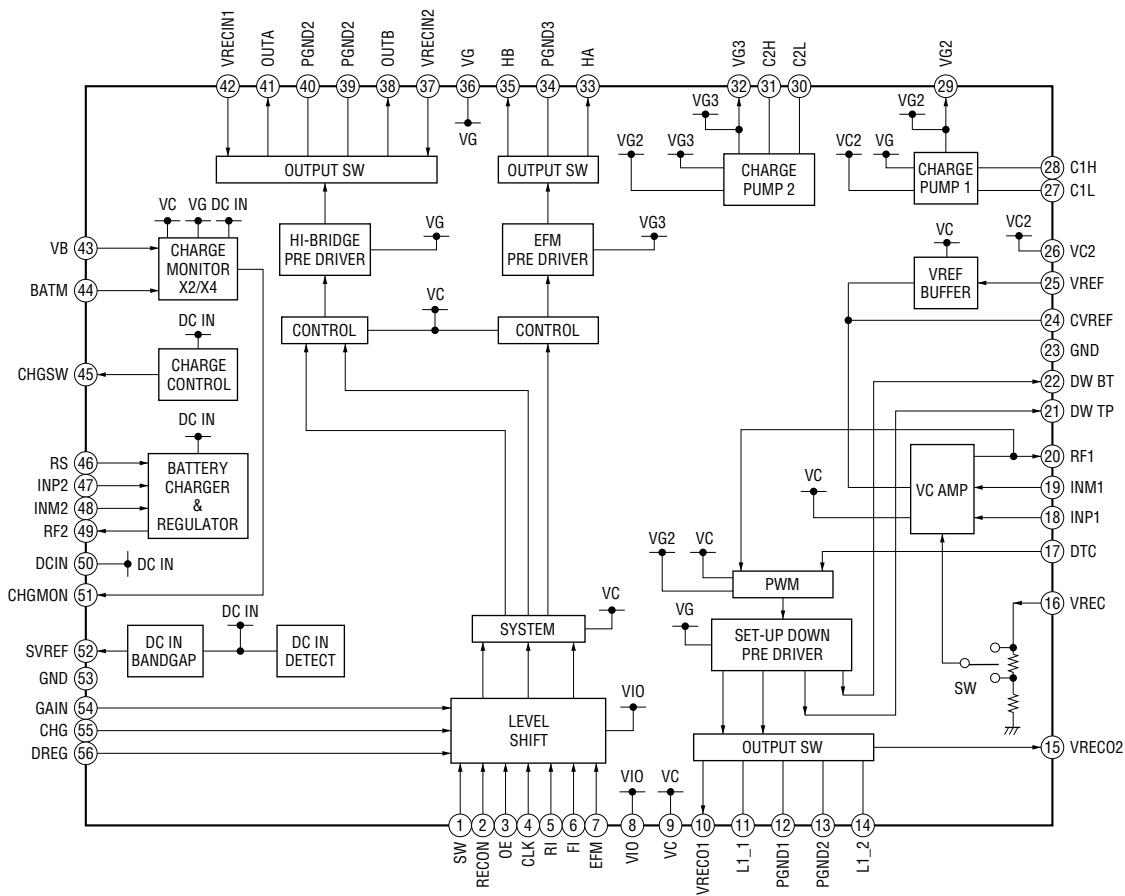 VRECIN1
OUTA
PGND2
PGND2
OUTB
VRECIN2
VG
HB
PGND3
HA
VG3
C2H
C2L
VG2
42
41
40
39
38
37
36
35
34
33
32
31
30
29
VG
VG3
VG2
OUTPUT SW
OUTPUT SW
VG2
VG3
CHARGE
PUMP 2
VC2
VG
CHARGE
PUMP 1
28 C1H
27 C1L
VC VG DC IN
VB 43
CHARGE
MONITOR
X2/X4
BATM 44
HI-BRIDGE
PRE DRIVER
VG
EFM
PRE DRIVER
VG3
VC
VREF
BUFFER
VC2
26 VC2
25 VREF
24 CVREF
23 GND
22 DW BT
21 DW TP
20 RF1
19 INM1
18 INP1
17 DTC
16 VREC
15 VRECO2
DC IN
CHARGE
CONTROL
CHGSW 45
CONTROL
VC
CONTROL
DC IN
RS 46
INP2 47
INM2 48
RF2 49
BATTERY
CHARGER
&
REGULATOR
DCIN 50 DC IN
CHGMON 51
VC
VC AMP
VG2
VC
PWM
VG
SET-UP DOWN
PRE DRIVER
SW
SYSTEM
VC
SVREF 52
DC IN
BANDGAP
DC IN
DC IN
DETECT
GND 53
GAIN 54
CHG 55
DREG 56
LEVEL
SHIFT
VIO
OUTPUT SW
VIO
VC
1
2
3
4
5
6
7
8
9
10
11
12
13
14
SW
RECON
OE
CLK
RI
FI
EFM
VIO
VC
VRECO1
L1_1
PGND1
PGND2
L1_2